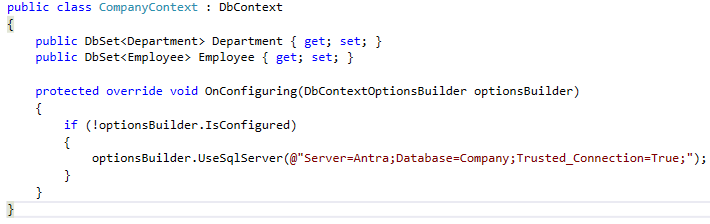 public class CompanyContext : DbContext
{
    public DbSet<Department> Department { get; set; }
    public DbSet<Employee> Employee { get; set; }
    protected override void OnConfiguring(DbContextOptionsBuilder optionsBuilder)
    {
        if (!optionsBuilder.IsConfigured)
        {
            optionsBuilder.UseSqlServer(@"Server=Antra;Database=Company;Trusted_Connection=True;");
        }
    }
}